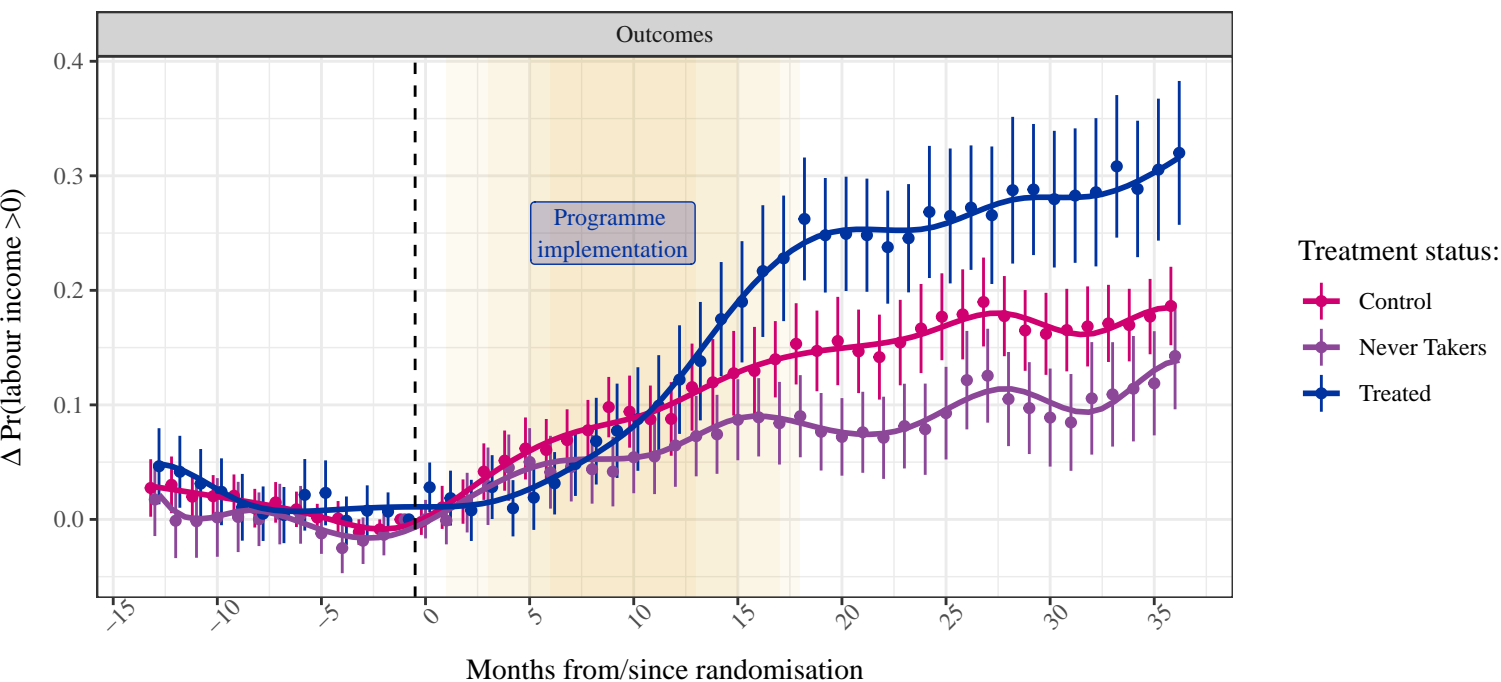 Outcomes
0.4
0.3
0.2
0.1
0.0
Δ Pr(labour income >0)
Programme
implementation
−15
−10
−5
0
5
10
15
20
25
30
35
Months from/since randomisation
Treatment status:
Control
Never Takers
Treated